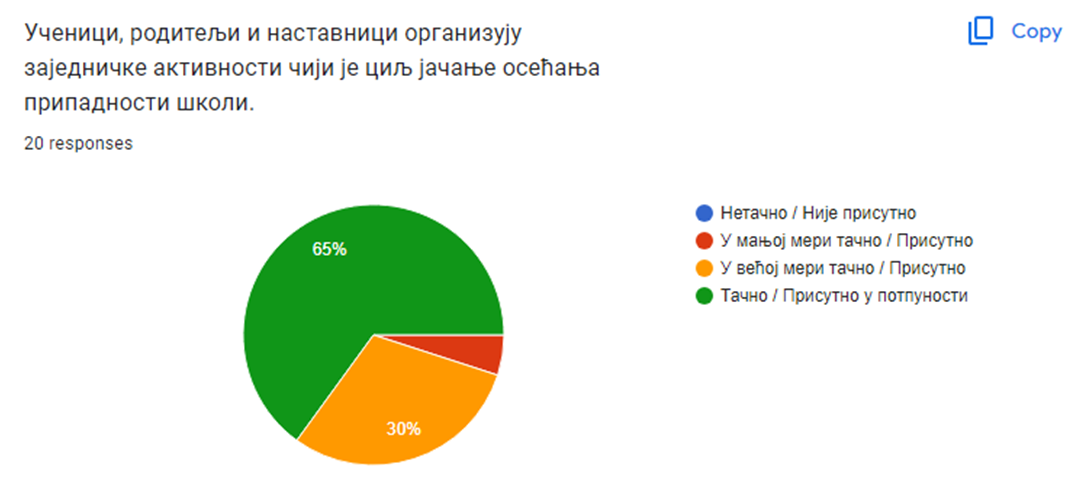 Ученици, родитељи и наставници организују
заједничке активности чији је циљ јачање осећања
припадности школи.
Copy
20 responses
65%
30%
Нетачно / Није присутно
У мањој мери тачно / Присутно
У већој мери тачно / Присутно
Тачно / Присутно у потпуности